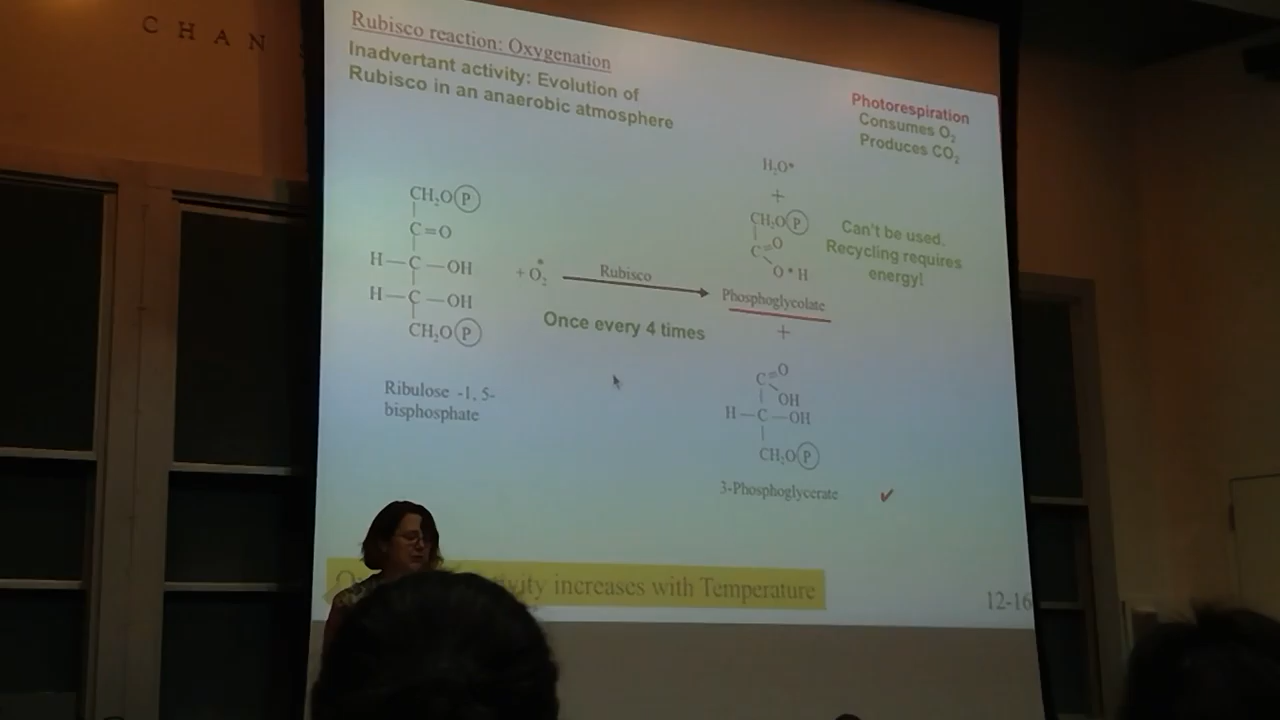 CHAN
Rubisco reaction: Oxygenation
Inadvertant activity: Evolution of
Rubisco in an anaerobic atmosphere
Photorespiration
Consumes O₂
Produces CO₂
H₂O*
+
CH₂O P
C=O
O*H
Phosphoglycolate
Can't be used.
Recycling requires
energy!
CH₂O P
C=O
H—C—OH
H—C—OH
CH₂O P
+ O₂*
Rubisco
Once every 4 times
Ribulose -1, 5-
bisphosphate
+
C=O
OH
H—C—OH
CH₂O P
3-Phosphoglycerate ✓
increases with Temperature
12-16